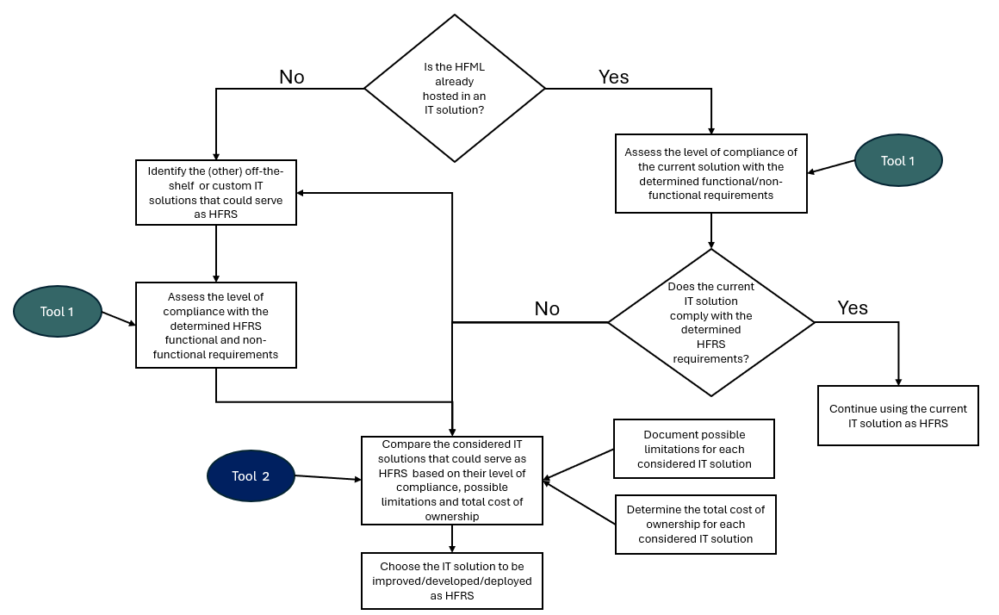 Is the HFML
already
hosted in an
IT solution?
No
Yes
Identify the (other) off-the-
shelf or custom IT
solutions that could serve
as HFRS
Assess the level of compliance of
the current solution with the
determined functional/non-
functional requirements
Tool 1
Tool 1
Assess the level of
compliance with the
determined HFRS
functional and non-
functional requirements
Does the current
IT solution
comply with the
determined
HFRS
requirements?
No
Yes
Continue using the current
IT solution as HFRS
Tool 2
Compare the considered IT
solutions that could serve as
HFRS based on their level of
compliance, possible
limitations and total cost of
ownership
Document possible
limitations for each
considered IT solution
Determine the total cost of
ownership for each
considered IT solution
Choose the IT solution to be
improved/developed/deployed
as HFRS